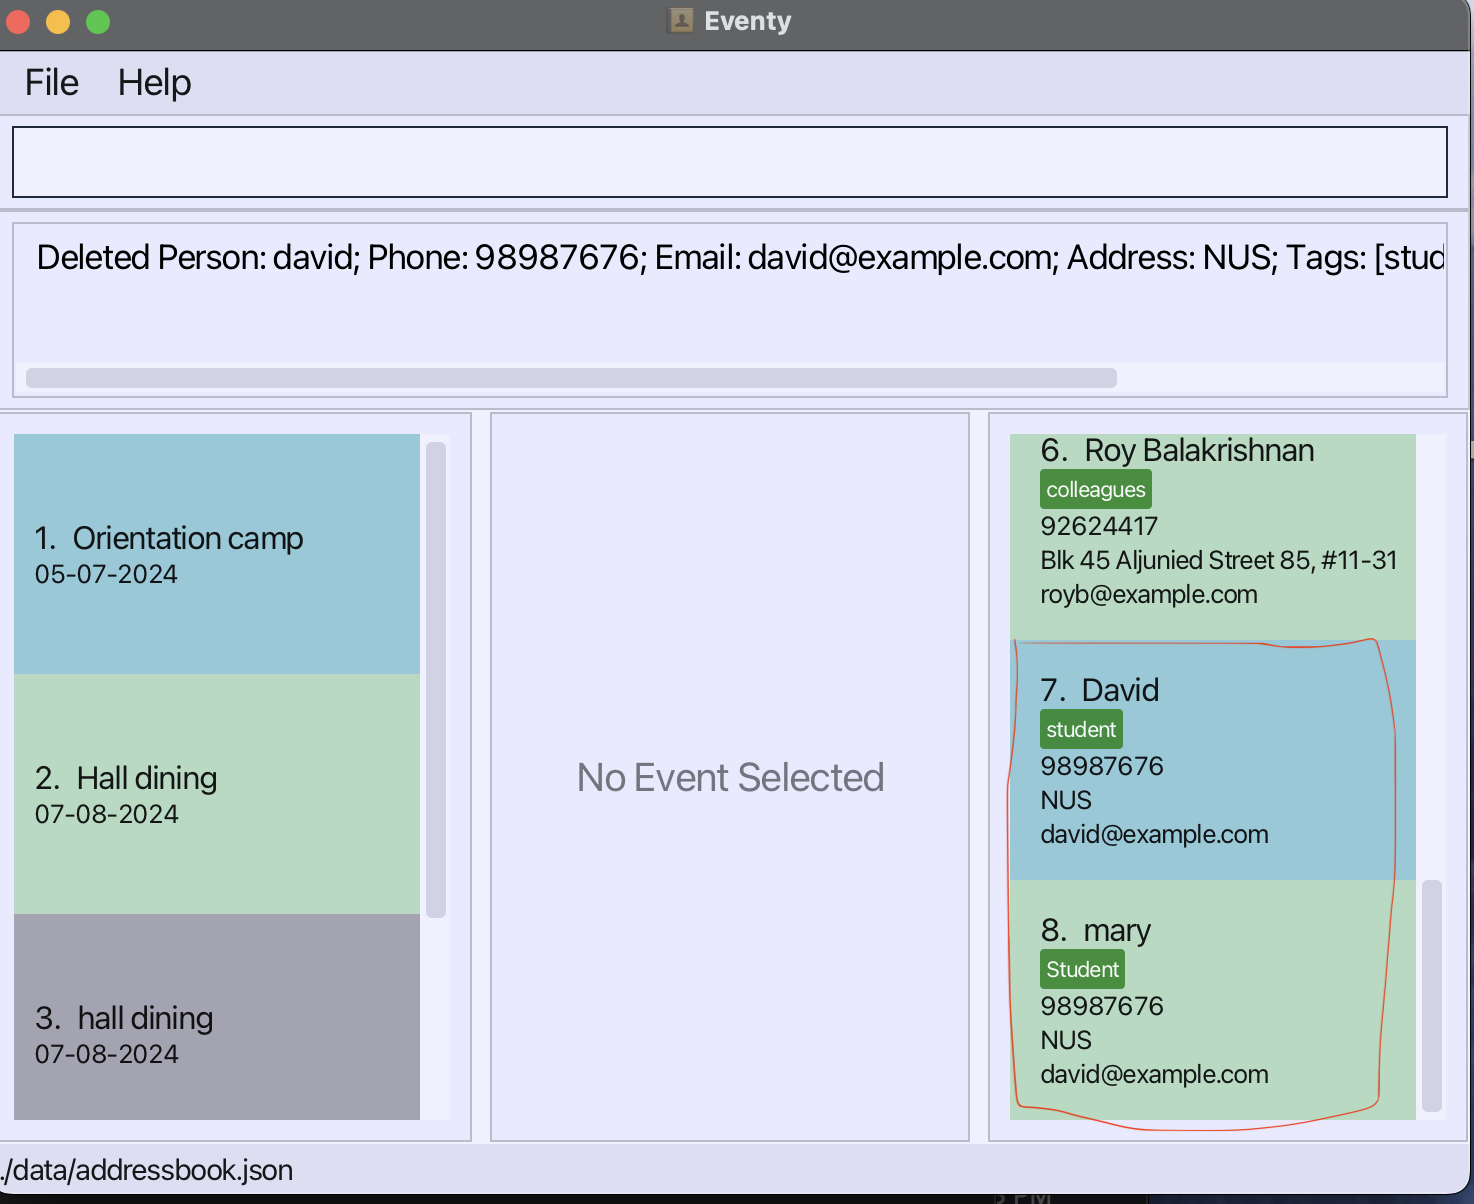 Eventy
File Help
Deleted Person: david; Phone: 98987676; Email: david@example.com; Address: NUS; Tags: [stud
1. Orientation camp
05-07-2024
2. Hall dining
07-08-2024
3. hall dining
07-08-2024
No Event Selected
6. Roy Balakrishnan
colleagues
92624417
Blk 45 Aljunied Street 85, #11-31
royb@example.com
7. David
student
98987676
NUS
david@example.com
8. mary
Student
98987676
NUS
david@example.com
./data/addressbook.json